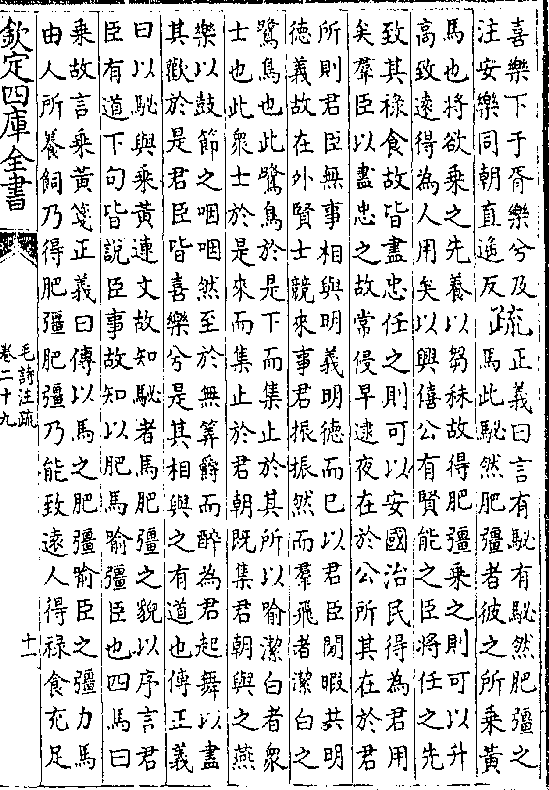 喜樂下于胥樂兮及
注安樂同朝直遙反
疏
正義曰言有駜有駜然肥彊之
馬此駜然肥彊者彼之所乘黃
馬也將欲乘之先養以芻秣故得肥彊乘之則可以升
高致遠得為人用矣以興僖公有賢能之臣將任之先
致其祿食故皆盡忠任之則可以安國治民得為君用
矣羣臣以盡忠之故常侵早逮夜在於公所其在於君
所則君臣無事相與明義明德而已以君臣閒暇共明
德義故在外賢士競來事君振振然而羣飛者潔白之
鷺鳥也此鷺鳥於是下而集止於其所以喻潔白者衆
士也此衆士於是來而集止於君朝既集君朝與之燕
樂以鼓節之咽咽然至於無筭爵而醉為君起舞以盡
其歡於是君臣皆喜樂兮是其相與之有道也傳正義
曰以駜與乘黃連文故知駜者馬肥彊之貌以序言君
臣有道下句皆說臣事故知以肥馬喻彊臣也四馬曰
乘故言乘黃箋正義曰傳以馬之肥彊喻臣之彊力馬
由人所養飼乃得肥彊肥彊乃能致遠人得祿食充足
欽定四庫全書
毛詩注疏
卷二十九
十一